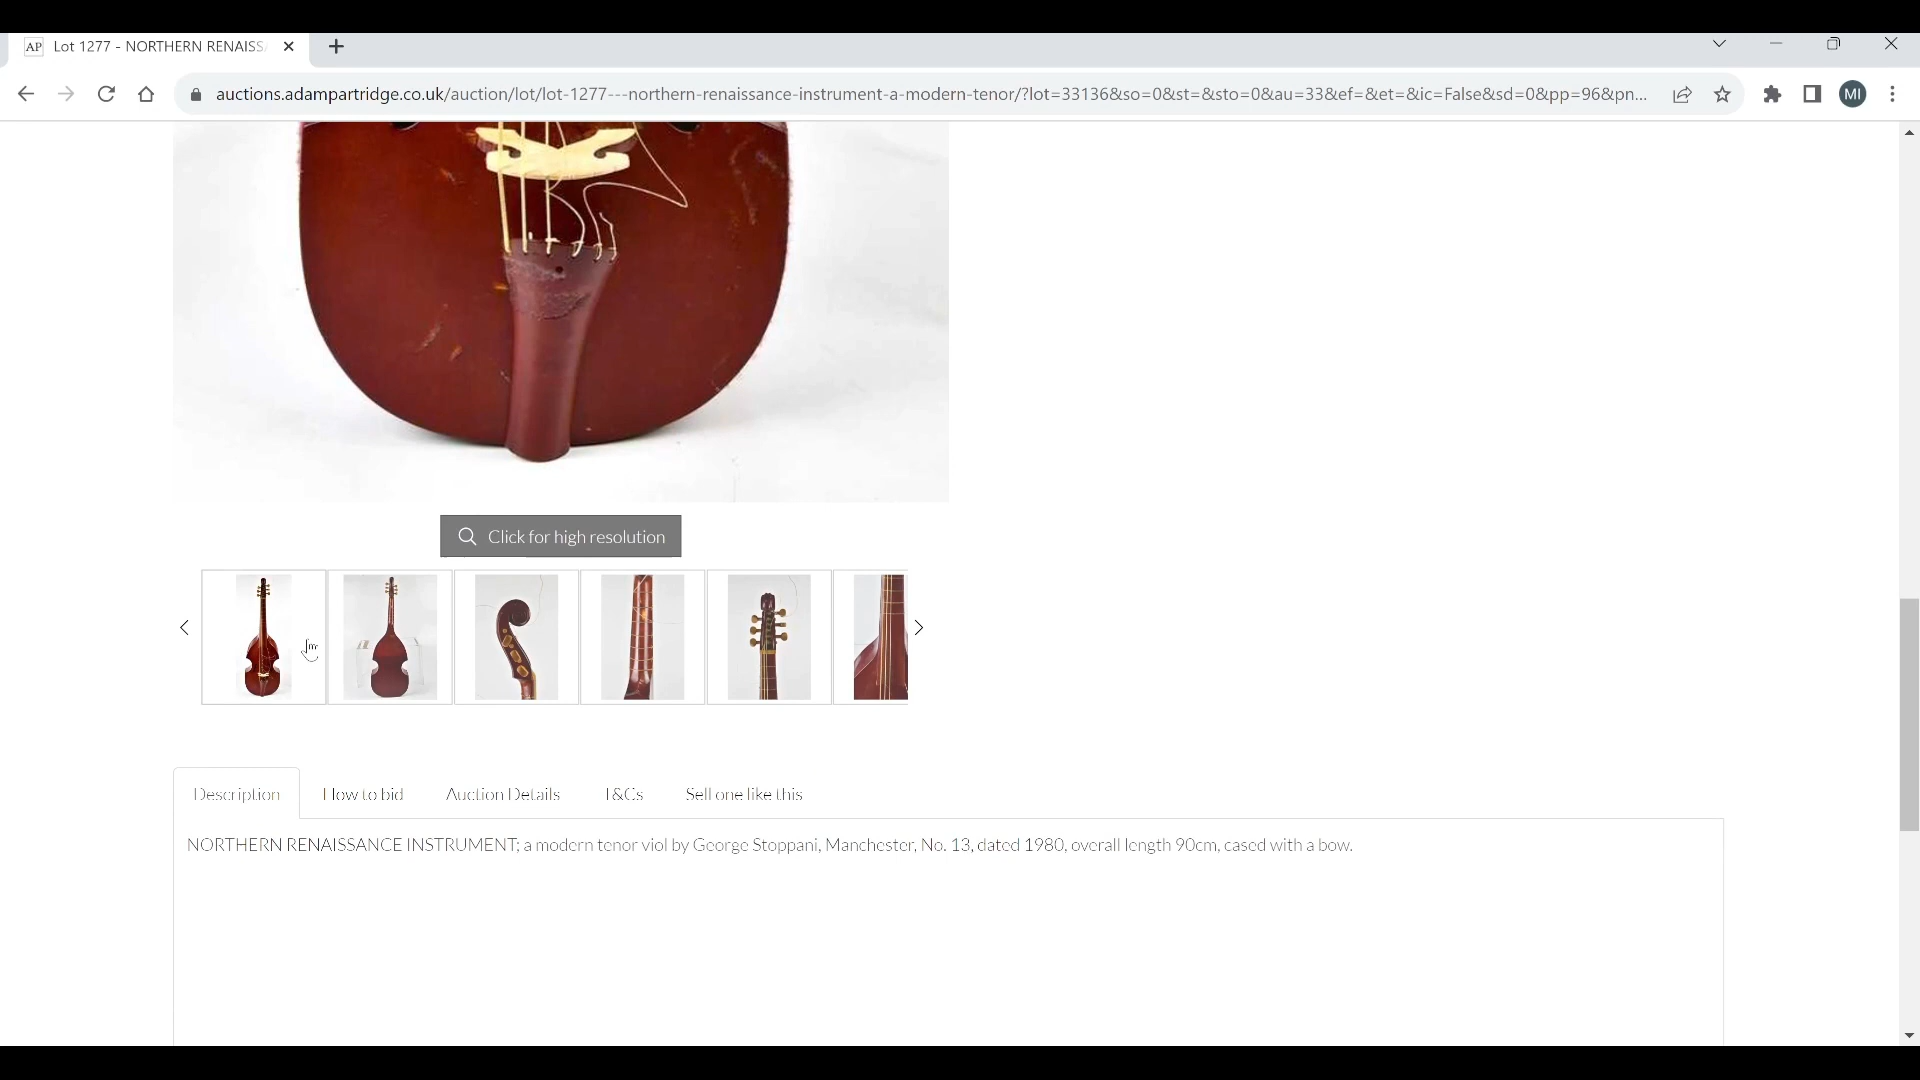 AP Lot 1277 - NORTHERN RENAISS
auctions.adampartridge.co.uk/auction/lot/lot-1277---northern-renaissance-instrument-a-modern-tenor/?lot=33136&so=0&st=&sto=0&au=33&ef=&et=&ic=False&sd=0&pp=96&pn... MI
Click for high resolution
Description How to bid Auction Details T&Cs Sell one like this
NORTHERN RENAISSANCE INSTRUMENT; a modern tenor viol by George Stoppani, Manchester, No. 13, dated 1980, overall length 90cm, cased with a bow.